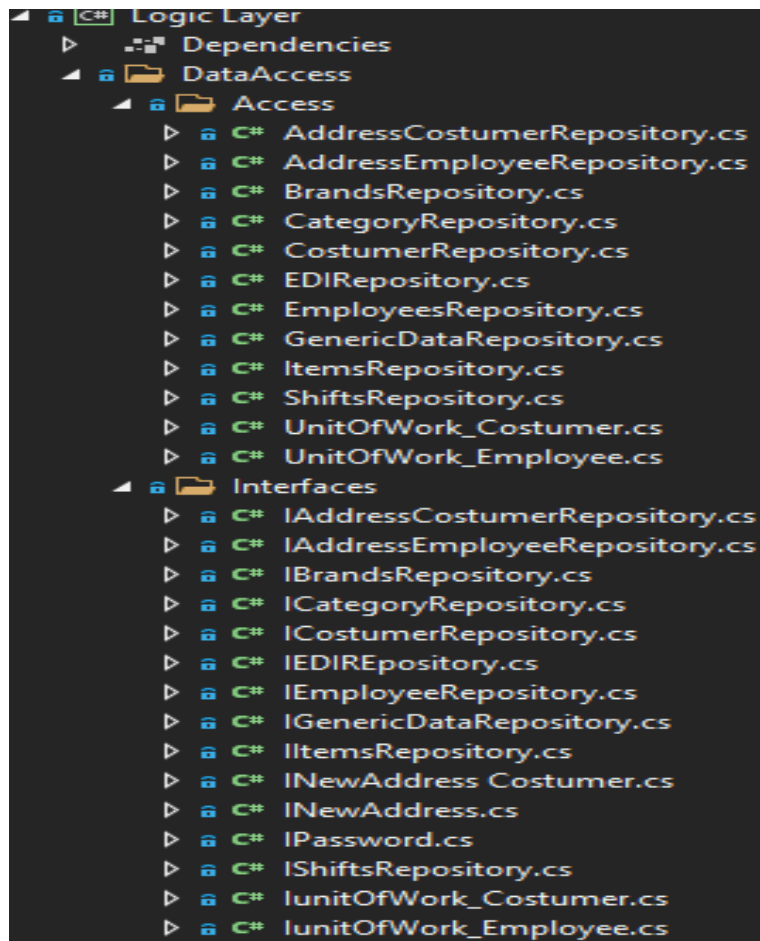 C# Logic Layer
Dependencies
DataAccess
Access
C# AddressCostumerRepository.cs
C# AddressEmployeeRepository.cs
C# BrandsRepository.cs
C# CategoryRepository.cs
C# CostumerRepository.cs
C# EDIRepository.cs
C# EmployeesRepository.cs
C# GenericDataRepository.cs
C# ItemsRepository.cs
C# ShiftsRepository.cs
C# UnitOfWork_Costumer.cs
C# UnitOfWork_Employee.cs
Interfaces
C# IAddressCostumerRepository.cs
C# IAddressEmployeeRepository.cs
C# IBrandsRepository.cs
C# ICategoryRepository.cs
C# ICostumerRepository.cs
C# IEDIREpository.cs
C# IEmployeeRepository.cs
C# IGenericDataRepository.cs
C# IItemsRepository.cs
C# INewAddress Costumer.cs
C# INewAddress.cs
C# IPassword.cs
C# IShiftsRepository.cs
C# IunitOfWork_Costumer.cs
C# IunitOfWork_Employee.cs